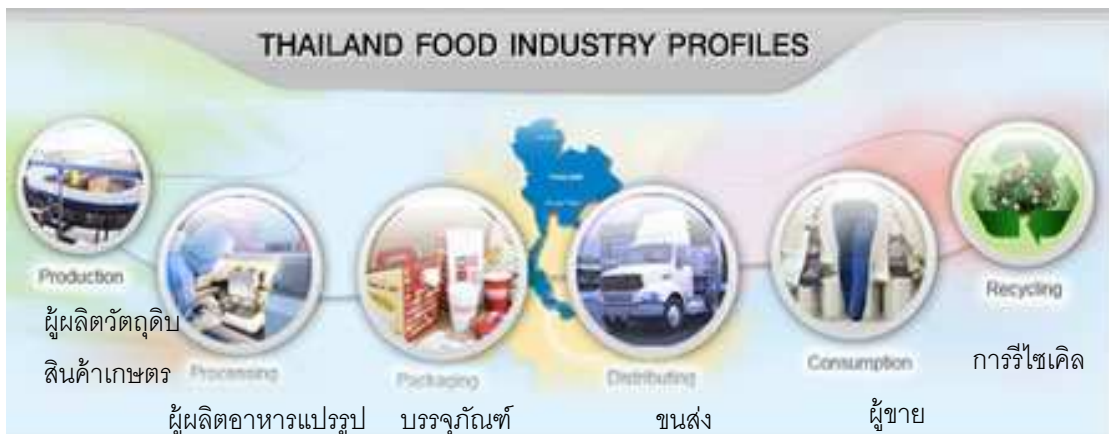 THAILAND FOOD INDUSTRY PROFILES
Production
ผู้ผลิตวัตถุดิบ
สินค้าเกษตร
Processing
ผู้ผลิตอาหารแปรรูป
Packaging
บรรจุภัณฑ์
Distributing
ขนส่ง
Consumption
ผู้ขาย
Recycling
การรีไซเคิล